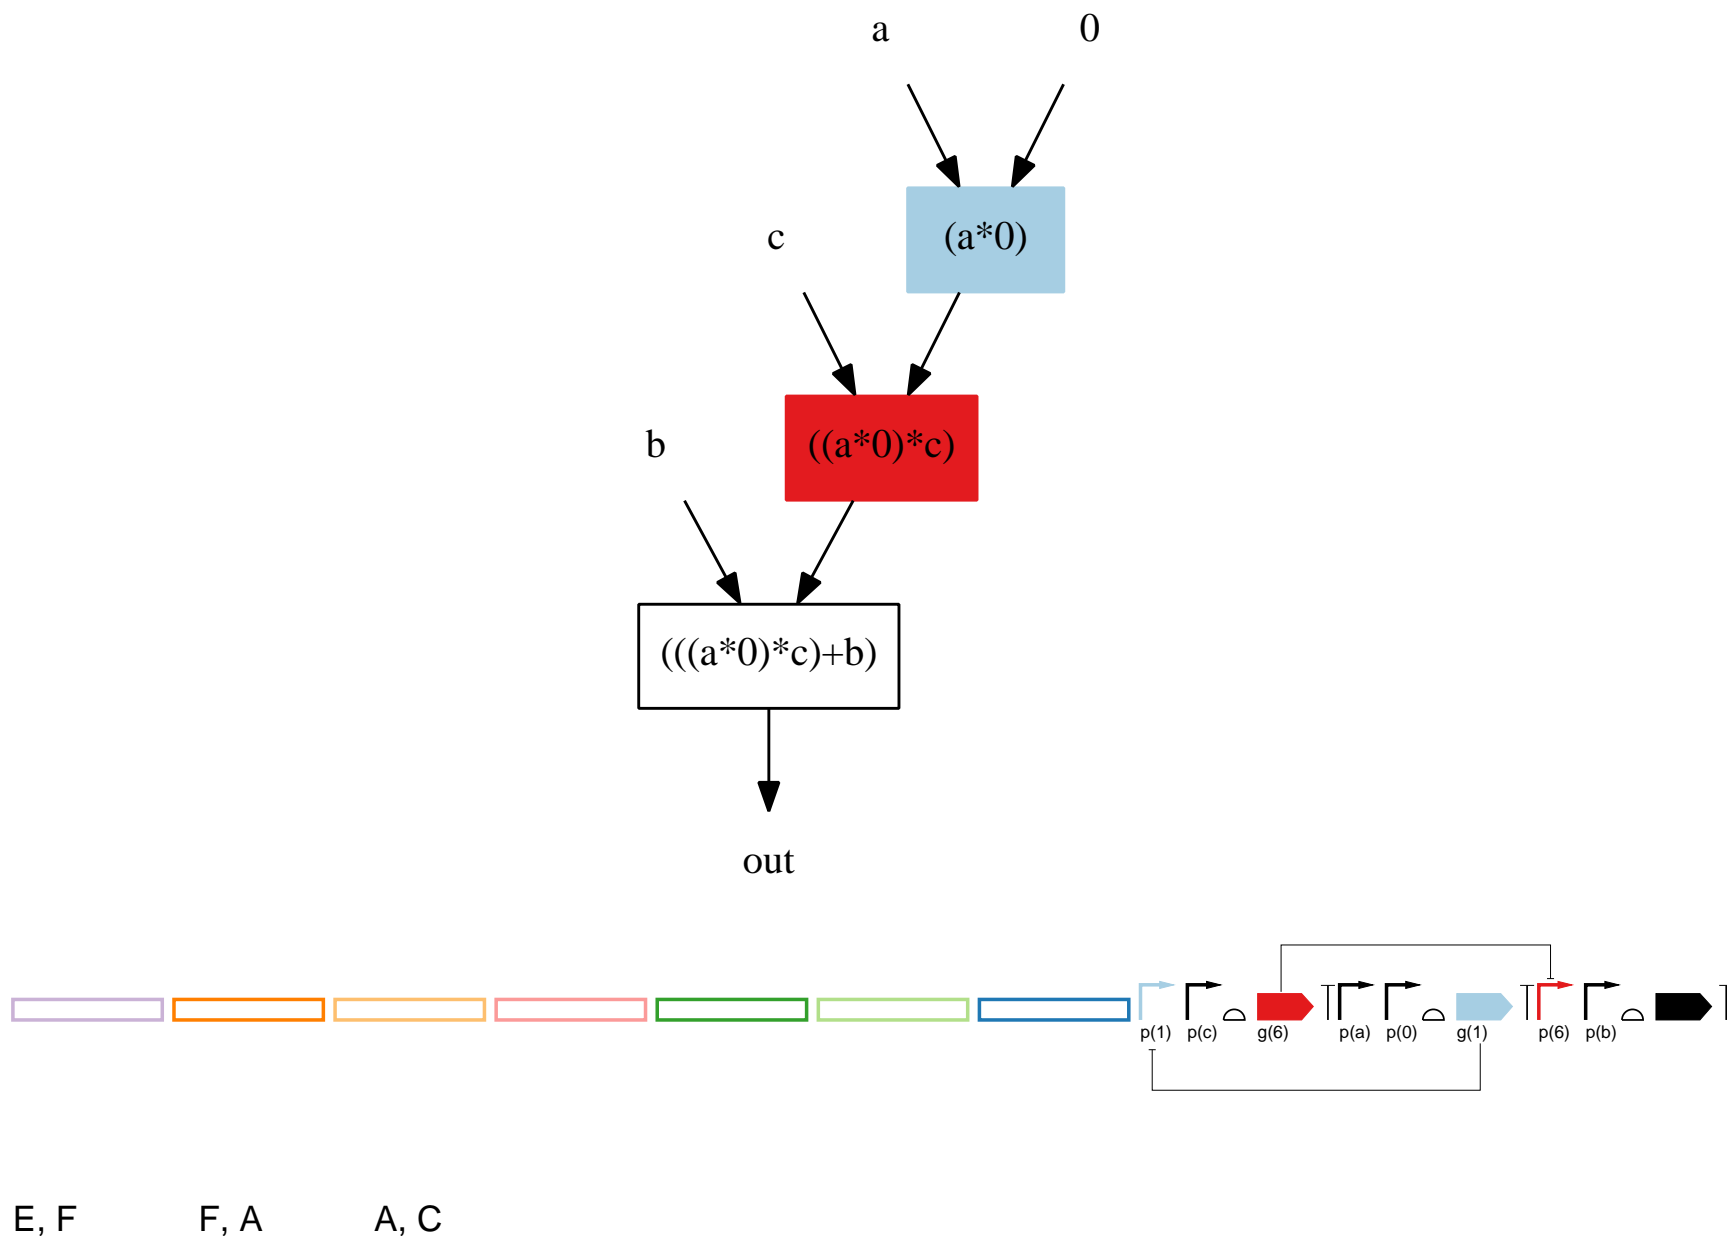 a 0
(a*0)
c
((a*0)*c)
b
(((a*0)*c)+b)
out
p(1) p(c) g(6) p(a) p(0) g(1) p(6) p(b)
E, F F, A A, C